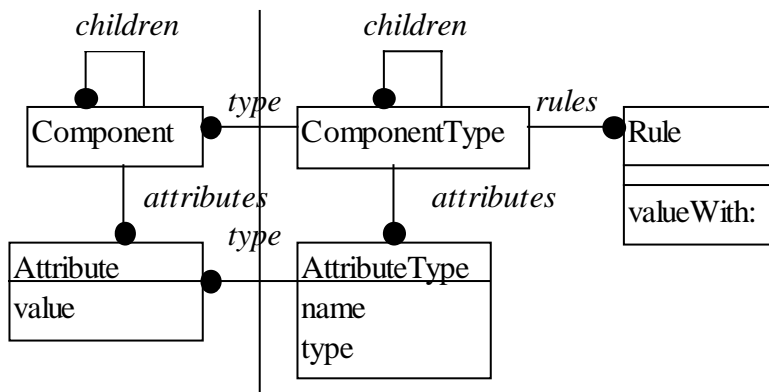 children
children
type
rules
Component
ComponentType
Rule
attributes
attributes
valueWith:
type
Attribute
AttributeType
value
name
type